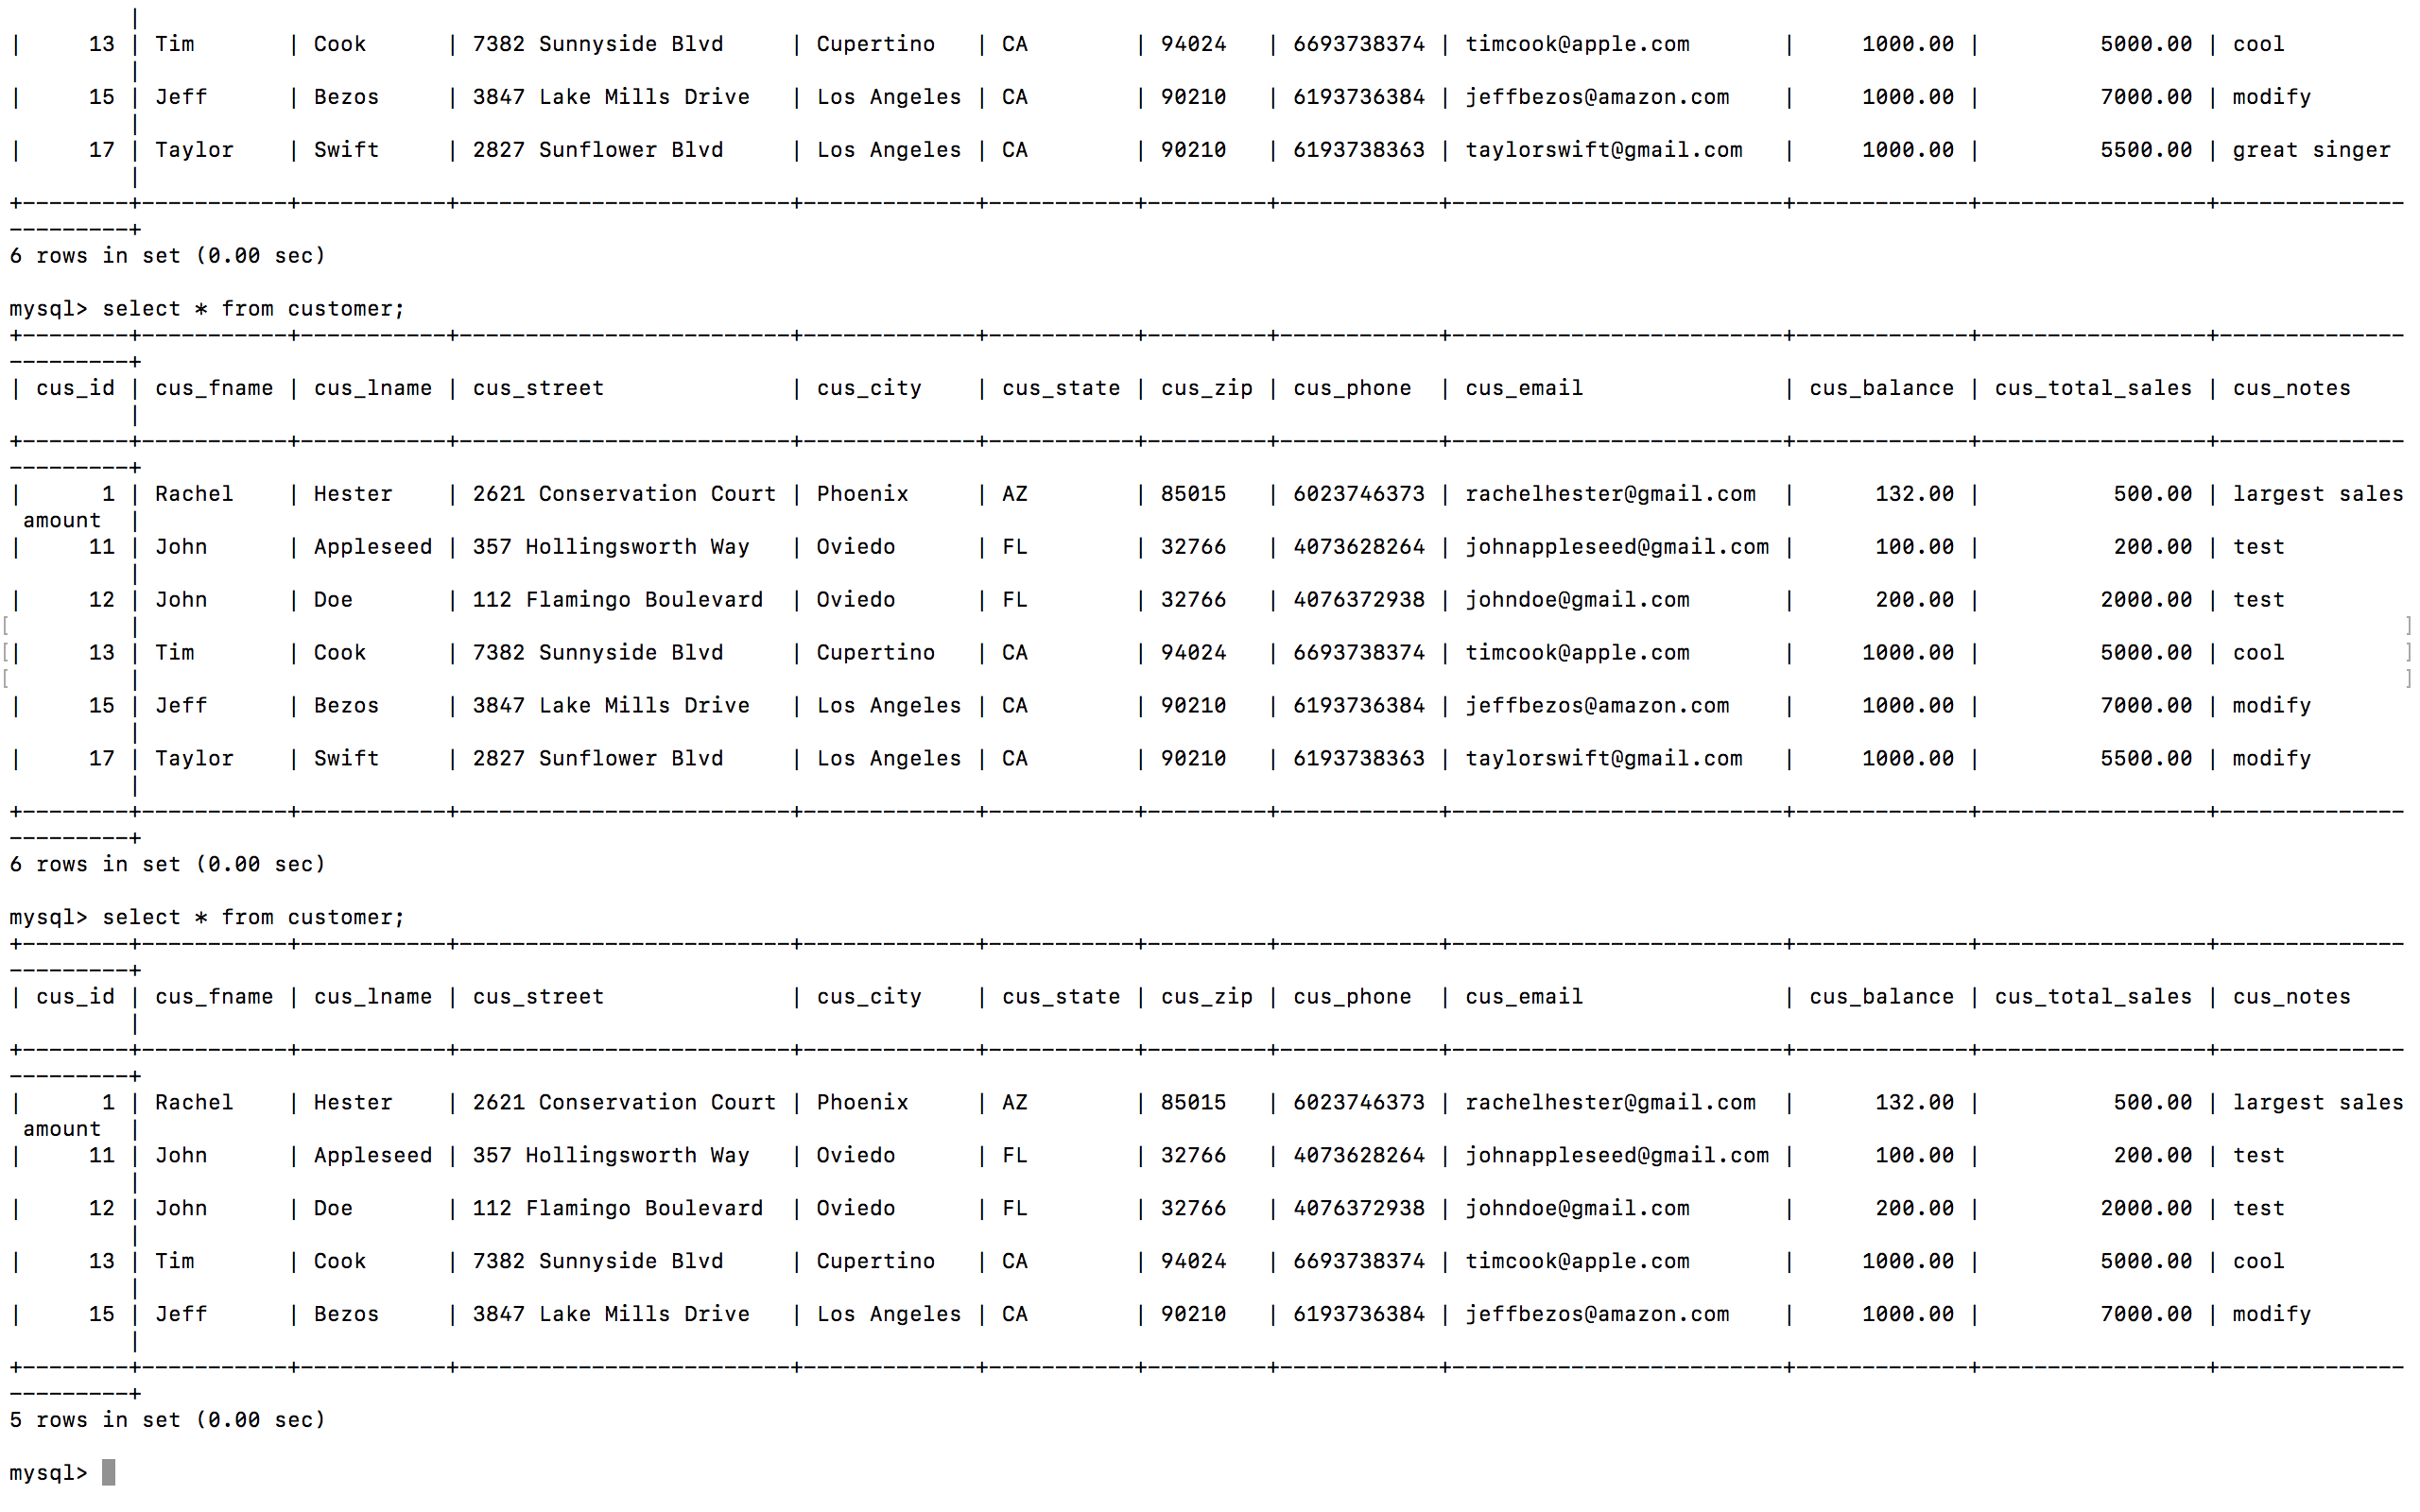 |
|     13 | Tim       | Cook      | 7382 Sunnyside Blvd     | Cupertino   | CA        | 94024   | 6693738374 | timcook@apple.com       |     1000.00 |         5000.00 | cool
         |
|     15 | Jeff      | Bezos     | 3847 Lake Mills Drive   | Los Angeles | CA        | 90210   | 6193736384 | jeffbezos@amazon.com    |     1000.00 |         7000.00 | modify
         |
|     17 | Taylor    | Swift     | 2827 Sunflower Blvd     | Los Angeles | CA        | 90210   | 6193738363 | taylorswift@gmail.com   |     1000.00 |         5500.00 | great singer
         |
+--------+-----------+-----------+-------------------------+-------------+-----------+---------+------------+-------------------------+-------------+-----------------+--------------
---------+
6 rows in set (0.00 sec)

mysql> select * from customer;
+--------+-----------+-----------+-------------------------+-------------+-----------+---------+------------+-------------------------+-------------+-----------------+--------------
---------+
| cus_id | cus_fname | cus_lname | cus_street              | cus_city    | cus_state | cus_zip | cus_phone  | cus_email               | cus_balance | cus_total_sales | cus_notes
         |
+--------+-----------+-----------+-------------------------+-------------+-----------+---------+------------+-------------------------+-------------+-----------------+--------------
---------+
|      1 | Rachel    | Hester    | 2621 Conservation Court | Phoenix     | AZ        | 85015   | 6023746373 | rachelhester@gmail.com  |      132.00 |          500.00 | largest sales
 amount  |
|     11 | John      | Appleseed | 357 Hollingsworth Way   | Oviedo      | FL        | 32766   | 4073628264 | johnappleseed@gmail.com |      100.00 |          200.00 | test
         |
|     12 | John      | Doe       | 112 Flamingo Boulevard  | Oviedo      | FL        | 32766   | 4076372938 | johndoe@gmail.com       |      200.00 |         2000.00 | test
[        | ]
[|     13 | Tim       | Cook      | 7382 Sunnyside Blvd     | Cupertino   | CA        | 94024   | 6693738374 | timcook@apple.com       |     1000.00 |         5000.00 | cool ]
[        | ]
|     15 | Jeff      | Bezos     | 3847 Lake Mills Drive   | Los Angeles | CA        | 90210   | 6193736384 | jeffbezos@amazon.com    |     1000.00 |         7000.00 | modify
         |
|     17 | Taylor    | Swift     | 2827 Sunflower Blvd     | Los Angeles | CA        | 90210   | 6193738363 | taylorswift@gmail.com   |     1000.00 |         5500.00 | modify
         |
+--------+-----------+-----------+-------------------------+-------------+-----------+---------+------------+-------------------------+-------------+-----------------+--------------
---------+
6 rows in set (0.00 sec)

mysql> select * from customer;
+--------+-----------+-----------+-------------------------+-------------+-----------+---------+------------+-------------------------+-------------+-----------------+--------------
---------+
| cus_id | cus_fname | cus_lname | cus_street              | cus_city    | cus_state | cus_zip | cus_phone  | cus_email               | cus_balance | cus_total_sales | cus_notes
         |
+--------+-----------+-----------+-------------------------+-------------+-----------+---------+------------+-------------------------+-------------+-----------------+--------------
---------+
|      1 | Rachel    | Hester    | 2621 Conservation Court | Phoenix     | AZ        | 85015   | 6023746373 | rachelhester@gmail.com  |      132.00 |          500.00 | largest sales
 amount  |
|     11 | John      | Appleseed | 357 Hollingsworth Way   | Oviedo      | FL        | 32766   | 4073628264 | johnappleseed@gmail.com |      100.00 |          200.00 | test
         |
|     12 | John      | Doe       | 112 Flamingo Boulevard  | Oviedo      | FL        | 32766   | 4076372938 | johndoe@gmail.com       |      200.00 |         2000.00 | test
         |
|     13 | Tim       | Cook      | 7382 Sunnyside Blvd     | Cupertino   | CA        | 94024   | 6693738374 | timcook@apple.com       |     1000.00 |         5000.00 | cool
         |
|     15 | Jeff      | Bezos     | 3847 Lake Mills Drive   | Los Angeles | CA        | 90210   | 6193736384 | jeffbezos@amazon.com    |     1000.00 |         7000.00 | modify
         |
+--------+-----------+-----------+-------------------------+-------------+-----------+---------+------------+-------------------------+-------------+-----------------+--------------
---------+
5 rows in set (0.00 sec)

mysql>